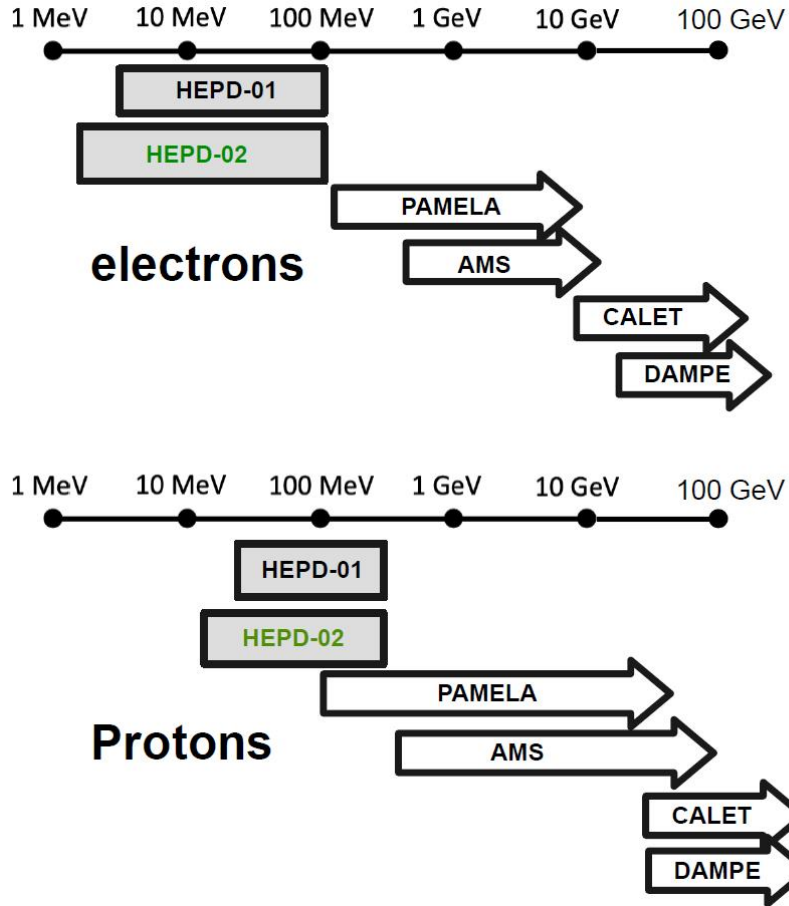 1 MeV 10 MeV 100 MeV 1 GeV 10 GeV 100 GeV
HEPD-01
HEPD-02
PAMELA
electrons
AMS
CALET
DAMPE
1 MeV 10 MeV 100 MeV 1 GeV 10 GeV 100 GeV
HEPD-01
HEPD-02
PAMELA
Protons
AMS
CALET
DAMPE